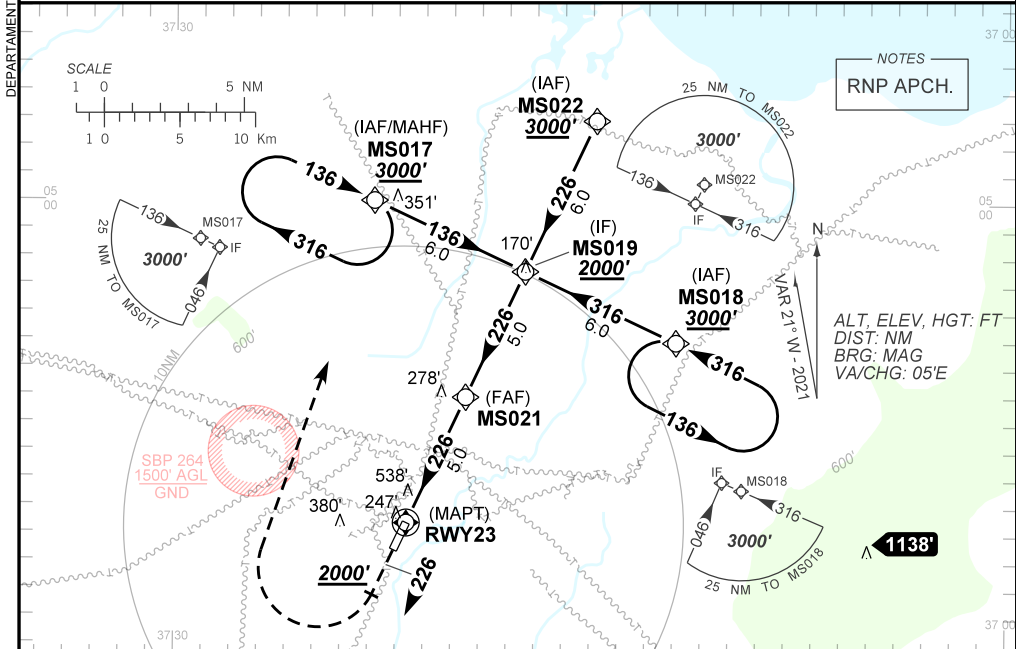 DEPARTAMENT
37 30
37 00
SCALE
1 0 5 NM
1 0 5 10 Km
NOTES
RNP APCH.
(IAF)
MS022
3000'
25 NM TO MS022
3000'
136
MS022
IF
316
(IAF/MAHF)
MS017
3000'
351'
136
316
136
6.0
226
6.0
05
00
05
00
136
MS017
IF
3000'
046
25 NM TO MS017
170'
(IF)
MS019
2000'
N
VAR 21° W - 2021
(IAF)
MS018
3000'
316
6.0
316
136
ALT, ELEV, HGT: FT
DIST: NM
BRG: MAG
VA/CHG: 05'E
600'
10NM
226
5.0
278'
(FAF)
MS021
226
5.0
SBP 264
1500' AGL
GND
538'
247'
380'
(MAPT)
RWY23
2000'
226
600'
IF
MS018
316
046
3000'
25 NM TO MS018
1138'
37 30
37 00